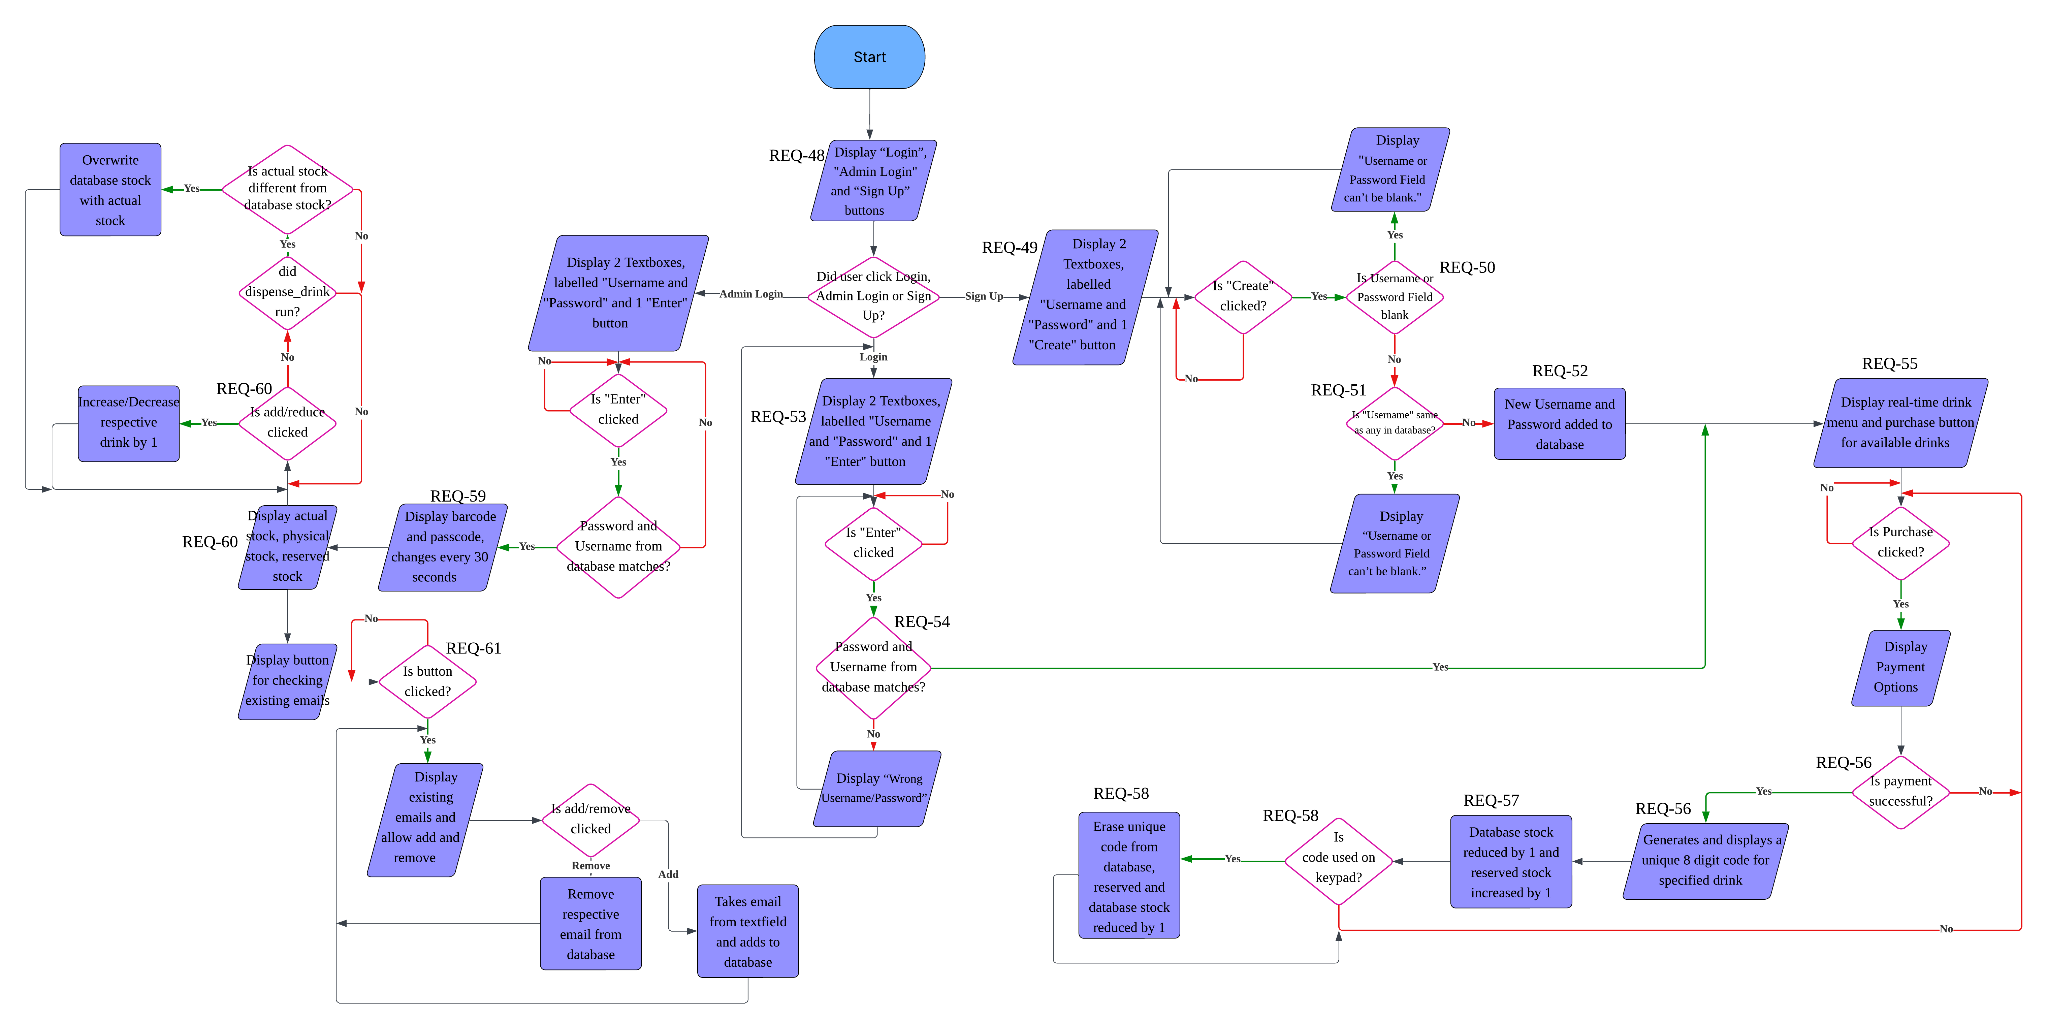 Start
REQ-48
Display “Login”,
"Admin Login"
and “Sign Up”
buttons
Did user click Login,
Admin Login or Sign
Up?
Admin Login
Sign Up
Login
Overwrite
database stock
with actual
stock
Yes
Is actual stock
different from
database stock?
No
Yes
did
dispense_drink
run?
No
No
REQ-60
Increase/Decrease
respective
drink by 1
Yes
Is add/reduce
clicked
REQ-60
Display actual
stock, physical
stock, reserved
stock
REQ-59
Display barcode
and passcode,
changes every 30
seconds
Yes
Display 2 Textboxes,
labelled "Username and
"Password" and 1 "Enter"
button
No
Is "Enter"
clicked
No
Yes
Password and
Username from
database matches?
Display button
for checking
existing emails
No
REQ-61
Is button
clicked?
Yes
Display
existing
emails and
allow add and
remove
Is add/remove
clicked
Remove
Add
Remove
respective
email from
database
Takes email
from textfield
and adds to
database
REQ-53
Display 2 Textboxes,
labelled "Username
and "Password" and 1
"Enter" button
No
Is "Enter"
clicked
Yes
REQ-54
Password and
Username from
database matches?
Yes
No
Display “Wrong
Username/Password”
REQ-49
Display 2
Textboxes,
labelled
"Username and
"Password" and 1
"Create" button
Is "Create"
clicked?
Yes
No
Display
"Username or
Password Field
can’t be blank."
Yes
REQ-50
Is Username or
Password Field
blank
No
REQ-51
Is "Username" same
as any in database?
No
Yes
Dsiplay
“Username or
Password Field
can’t be blank.”
REQ-52
New Username and
Password added to
database
REQ-55
Display real-time drink
menu and purchase button
for available drinks
No
Is Purchase
clicked?
Yes
Display
Payment
Options
REQ-56
Is payment
successful?
No
Yes
REQ-56
Generates and displays a
unique 8 digit code for
specified drink
REQ-57
Database stock
reduced by 1 and
reserved stock
increased by 1
REQ-58
Is
code used on
keypad?
Yes
No
REQ-58
Erase unique
code from
database,
reserved and
database stock
reduced by 1